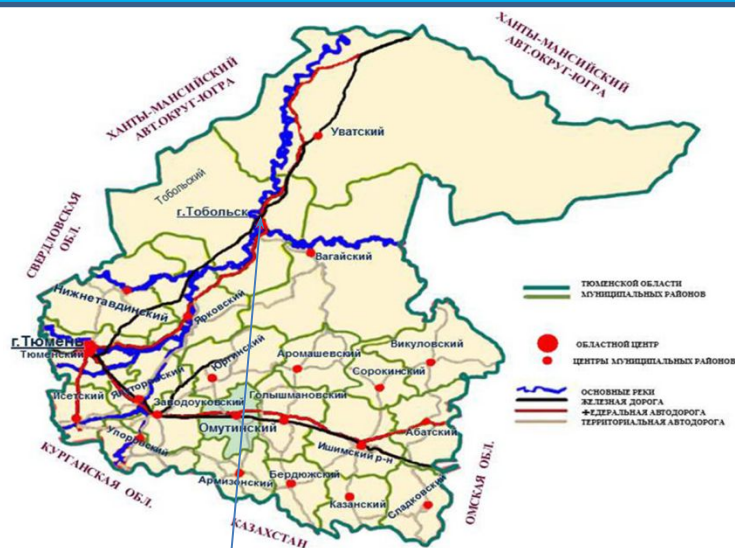 ХАНТЫ-МАНСИЙСКИЙ
АВТ.ОКРУГ-ЮГРА
ХАНТЫ-МАНСИЙСКИЙ
АВТ.ОКРУГ-ЮГРА
Уватский
Тобольский
г.Тобольск
СВЕРДЛОВСКАЯ
ОБЛ.
Вагайский
Нижнетавдинский
Ярковский
г.Тюмень
Тюменский
Юргинский
Аромашевский
Викуловский
Сорокинский
Исетский
Ялуторовский
Заводоуковский
Голышмановский
Омутинский
Упоровский
Абатский
Ишимский р-н
Армизонский
Бердюжский
Казанский
Сладковский
КУРГАНСКАЯ ОБЛ.
КАЗАХСТАН
ОМСКАЯ ОБЛ.
ТЮМЕНСКОЙ ОБЛАСТИ
МУНИЦИПАЛЬНЫХ РАЙОНОВ
ОБЛАСТНОЙ ЦЕНТР
ЦЕНТРЫ МУНИЦИПАЛЬНЫХ РАЙОНОВ
ОСНОВНЫЕ РЕКИ
ЖЕЛЕЗНАЯ ДОРОГА
ФЕДЕРАЛЬНАЯ АВТОДОРОГА
ТЕРРИТОРИАЛЬНАЯ АВТОДОРОГА